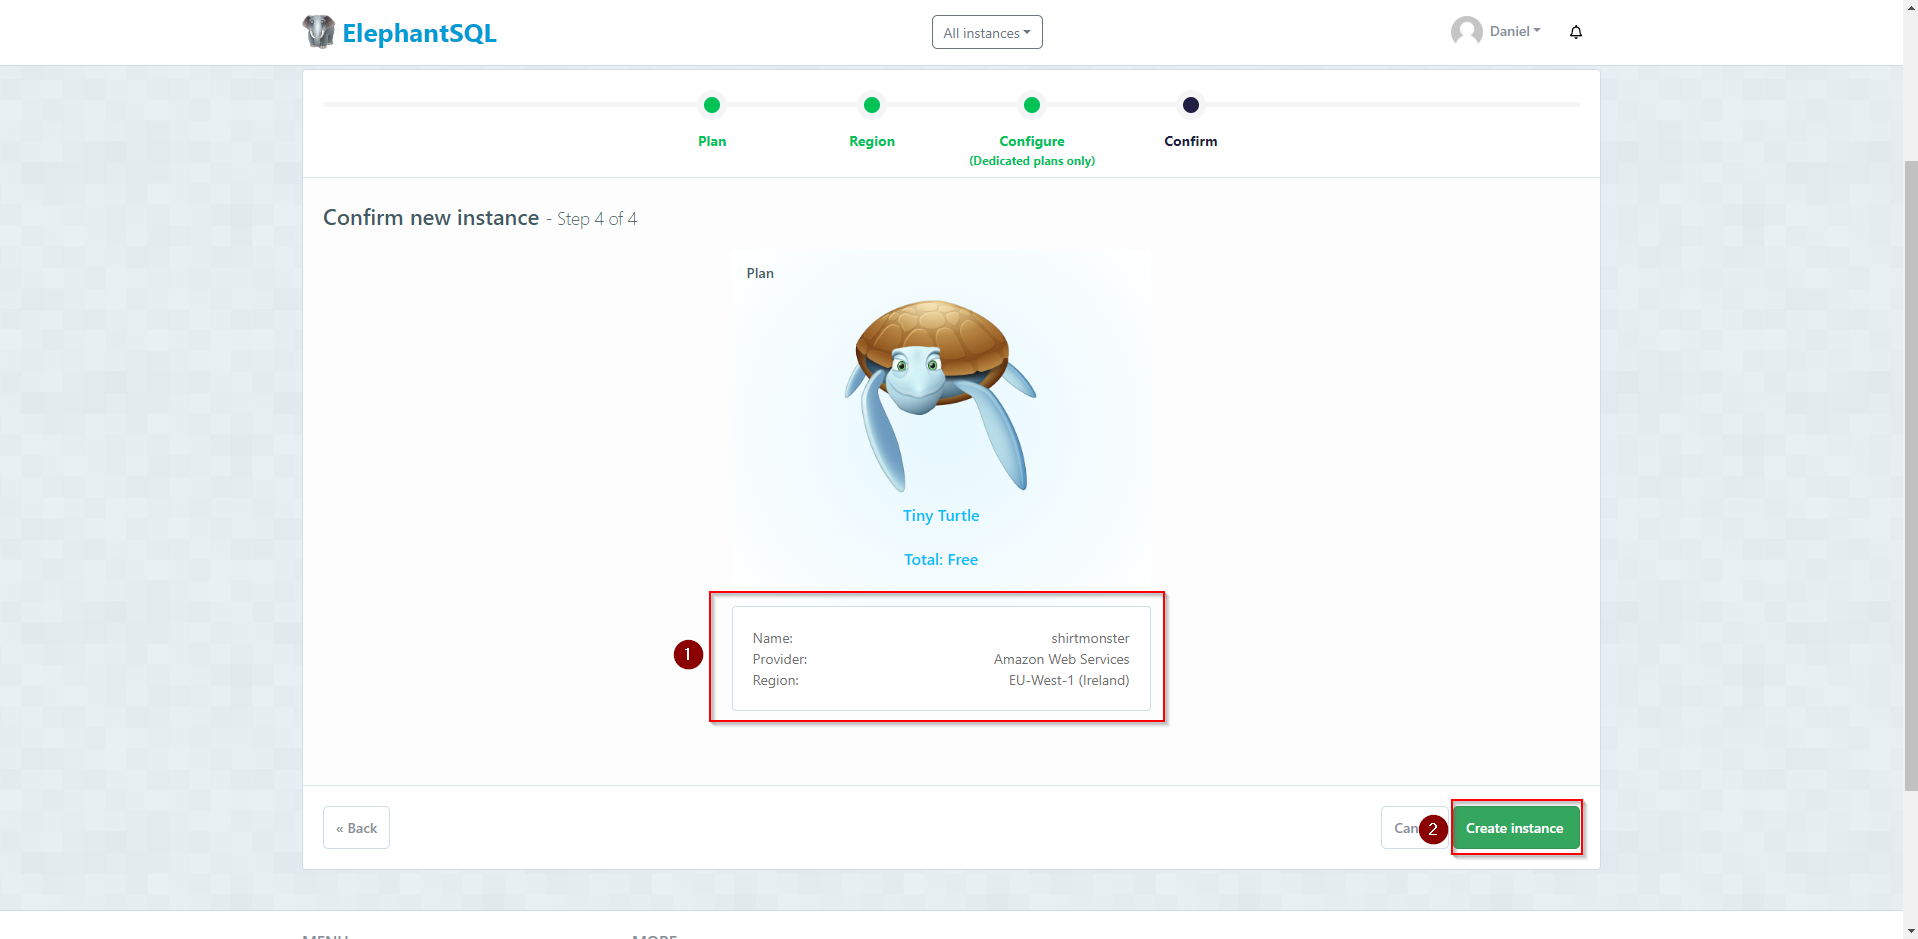 ElephantSQL
All instances
Daniel
Plan
Region
Configure
(Dedicated plans only)
Confirm
Confirm new instance - Step 4 of 4
Plan
Tiny Turtle
Total: Free
1
Name: shirtmonster
Provider: Amazon Web Services
Region: EU-West-1 (Ireland)
« Back
Can
2
Create instance
MENU
MORE